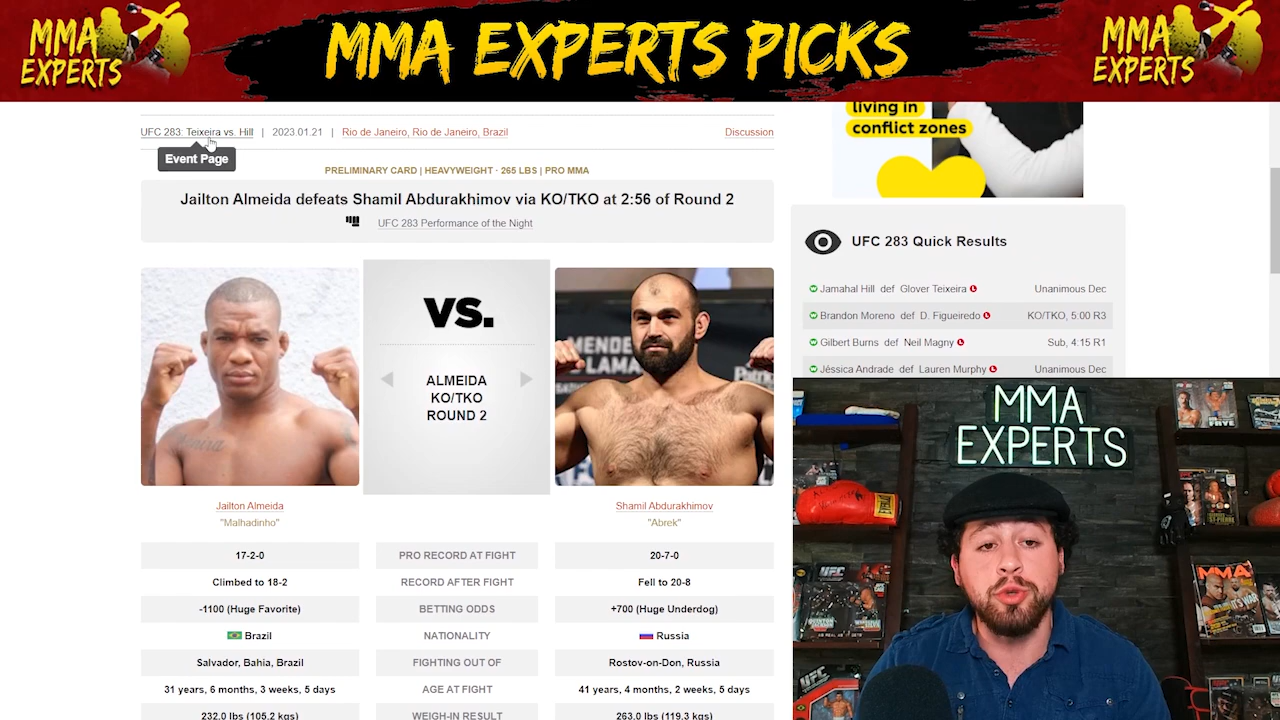 MMA
EXPERTS
MMA EXPERTS PICKS
MMA
EXPERTS
UFC 283: Teixeira vs. Hill | 2023.01.21 | Rio de Janeiro, Rio de Janeiro, Brazil
Discussion
Event Page
PRELIMINARY CARD | HEAVYWEIGHT · 265 LBS | PRO MMA
Jailton Almeida defeats Shamil Abdurakhimov via KO/TKO at 2:56 of Round 2
UFC 283 Performance of the Night
VS.
ALMEIDA
KO/TKO
ROUND 2
Jailton Almeida
"Malhadinho"
Shamil Abdurakhimov
"Abrek"
17-2-0 PRO RECORD AT FIGHT 20-7-0
Climbed to 18-2 RECORD AFTER FIGHT Fell to 20-8
-1100 (Huge Favorite) BETTING ODDS +700 (Huge Underdog)
Brazil NATIONALITY Russia
Salvador, Bahia, Brazil FIGHTING OUT OF Rostov-on-Don, Russia
31 years, 6 months, 3 weeks, 5 days AGE AT FIGHT 41 years, 4 months, 2 weeks, 5 days
232.0 lbs (105.2 kgs) WEIGH-IN RESULT 263.0 lbs (119.3 kgs)
living in
conflict zones
UFC 283 Quick Results
Jamahal Hill def Glover Teixeira Unanimous Dec
Brandon Moreno def D. Figueiredo KO/TKO, 5:00 R3
Gilbert Burns def Neil Magny Sub, 4:15 R1
Jéssica Andrade def Lauren Murphy Unanimous Dec
MMA
EXPERTS
UFC
UFC
MMA